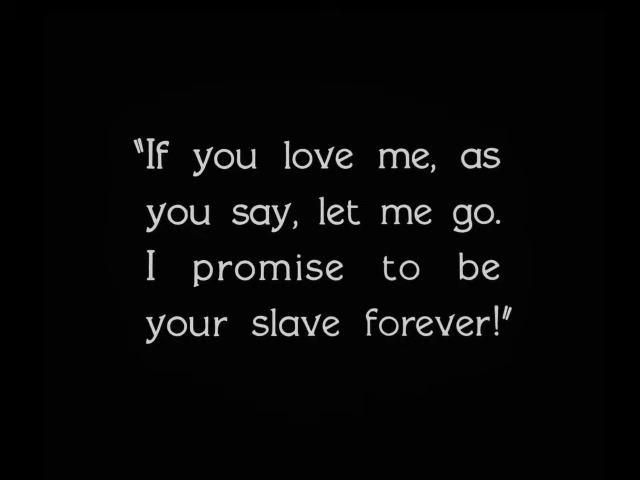 "If you love me, as
you say, let me go.
I promise to be
your slave forever!"